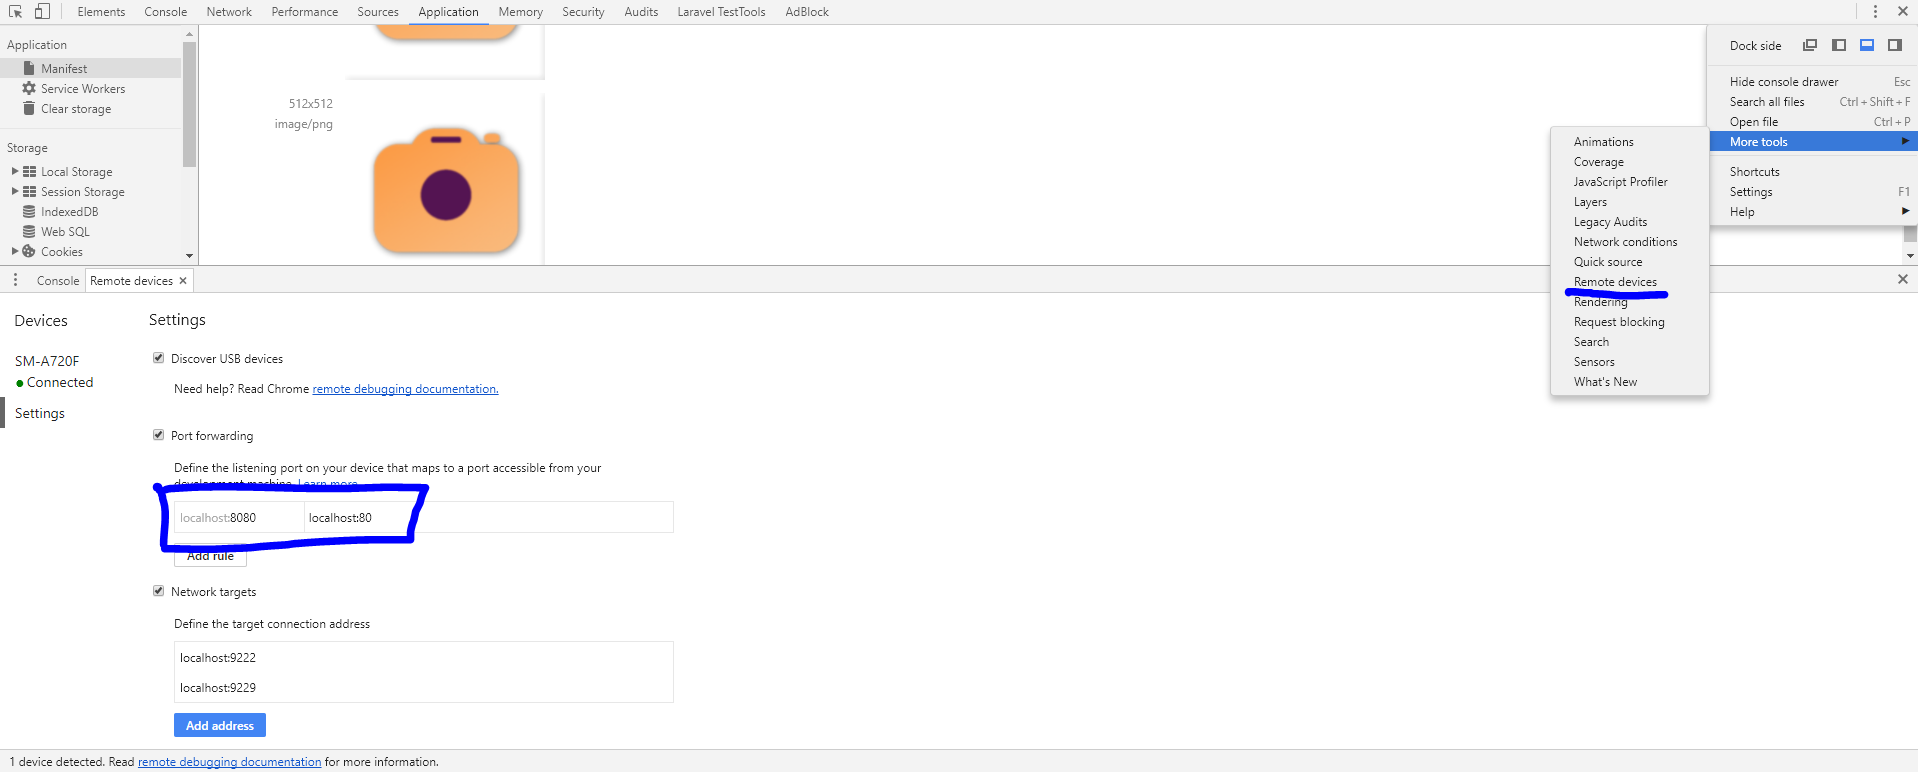 Elements Console Network Performance Sources Application Memory Security Audits Laravel TestTools AdBlock
Application
Manifest
Service Workers
Clear storage
Storage
Local Storage
Session Storage
IndexedDB
Web SQL
Cookies
512x512
image/png
Dock side
Hide console drawer Esc
Search all files Ctrl + Shift + F
Open file Ctrl + P
More tools
Shortcuts
Settings F1
Help
Animations
Coverage
JavaScript Profiler
Layers
Legacy Audits
Network conditions
Quick source
Remote devices
Rendering
Request blocking
Search
Sensors
What's New
Console Remote devices
Devices
SM-A720F
Connected
Settings
Settings
Discover USB devices
Need help? Read Chrome remote debugging documentation.
Port forwarding
Define the listening port on your device that maps to a port accessible from your
development machine. Learn more
localhost:8080 localhost:80
Add rule
Network targets
Define the target connection address
localhost:9222
localhost:9229
Add address
1 device detected. Read remote debugging documentation for more information.